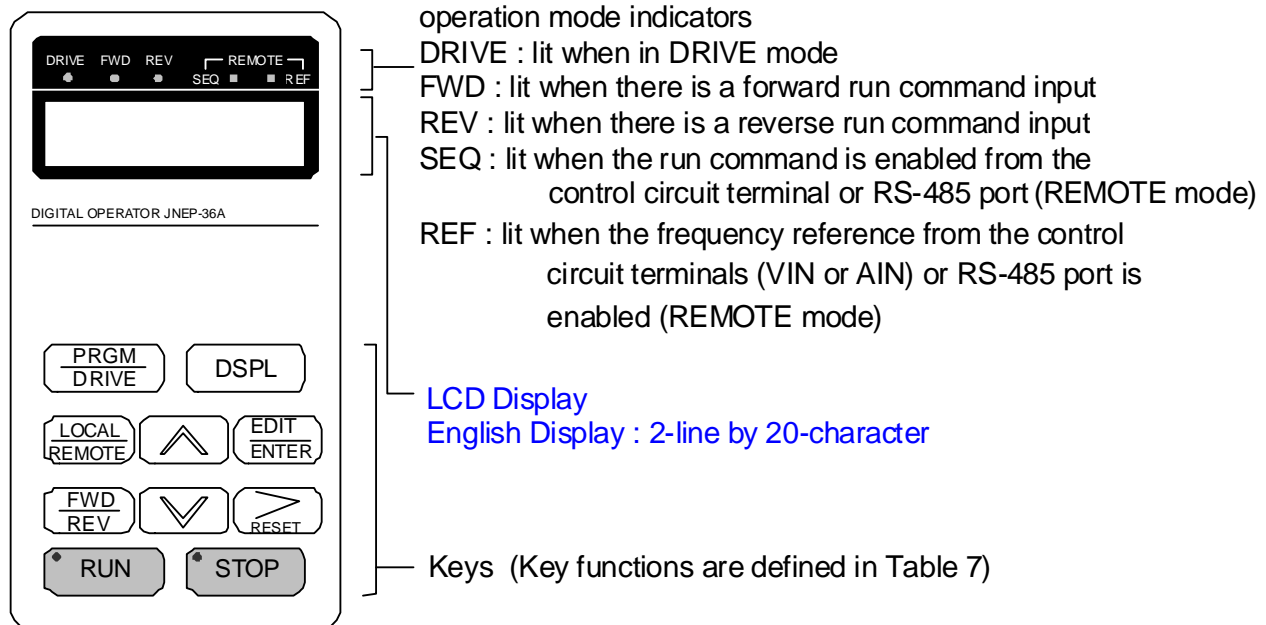 operation mode indicators
DRIVE : lit when in DRIVE mode
FWD : lit when there is a forward run command input
REV : lit when there is a reverse run command input
SEQ : lit when the run command is enabled from the
control circuit terminal or RS-485 port (REMOTE mode)
REF : lit when the frequency reference from the control
circuit terminals (VIN or AIN) or RS-485 port is
enabled (REMOTE mode)
DRIVE FWD REV REMOTE
SEQ REF
DIGITAL OPERATOR JNEP-36A
PRGM
DRIVE
DSPL
LOCAL
REMOTE
EDIT
ENTER
FWD
REV
RESET
RUN
STOP
LCD Display
English Display : 2-line by 20-character
Keys (Key functions are defined in Table 7)